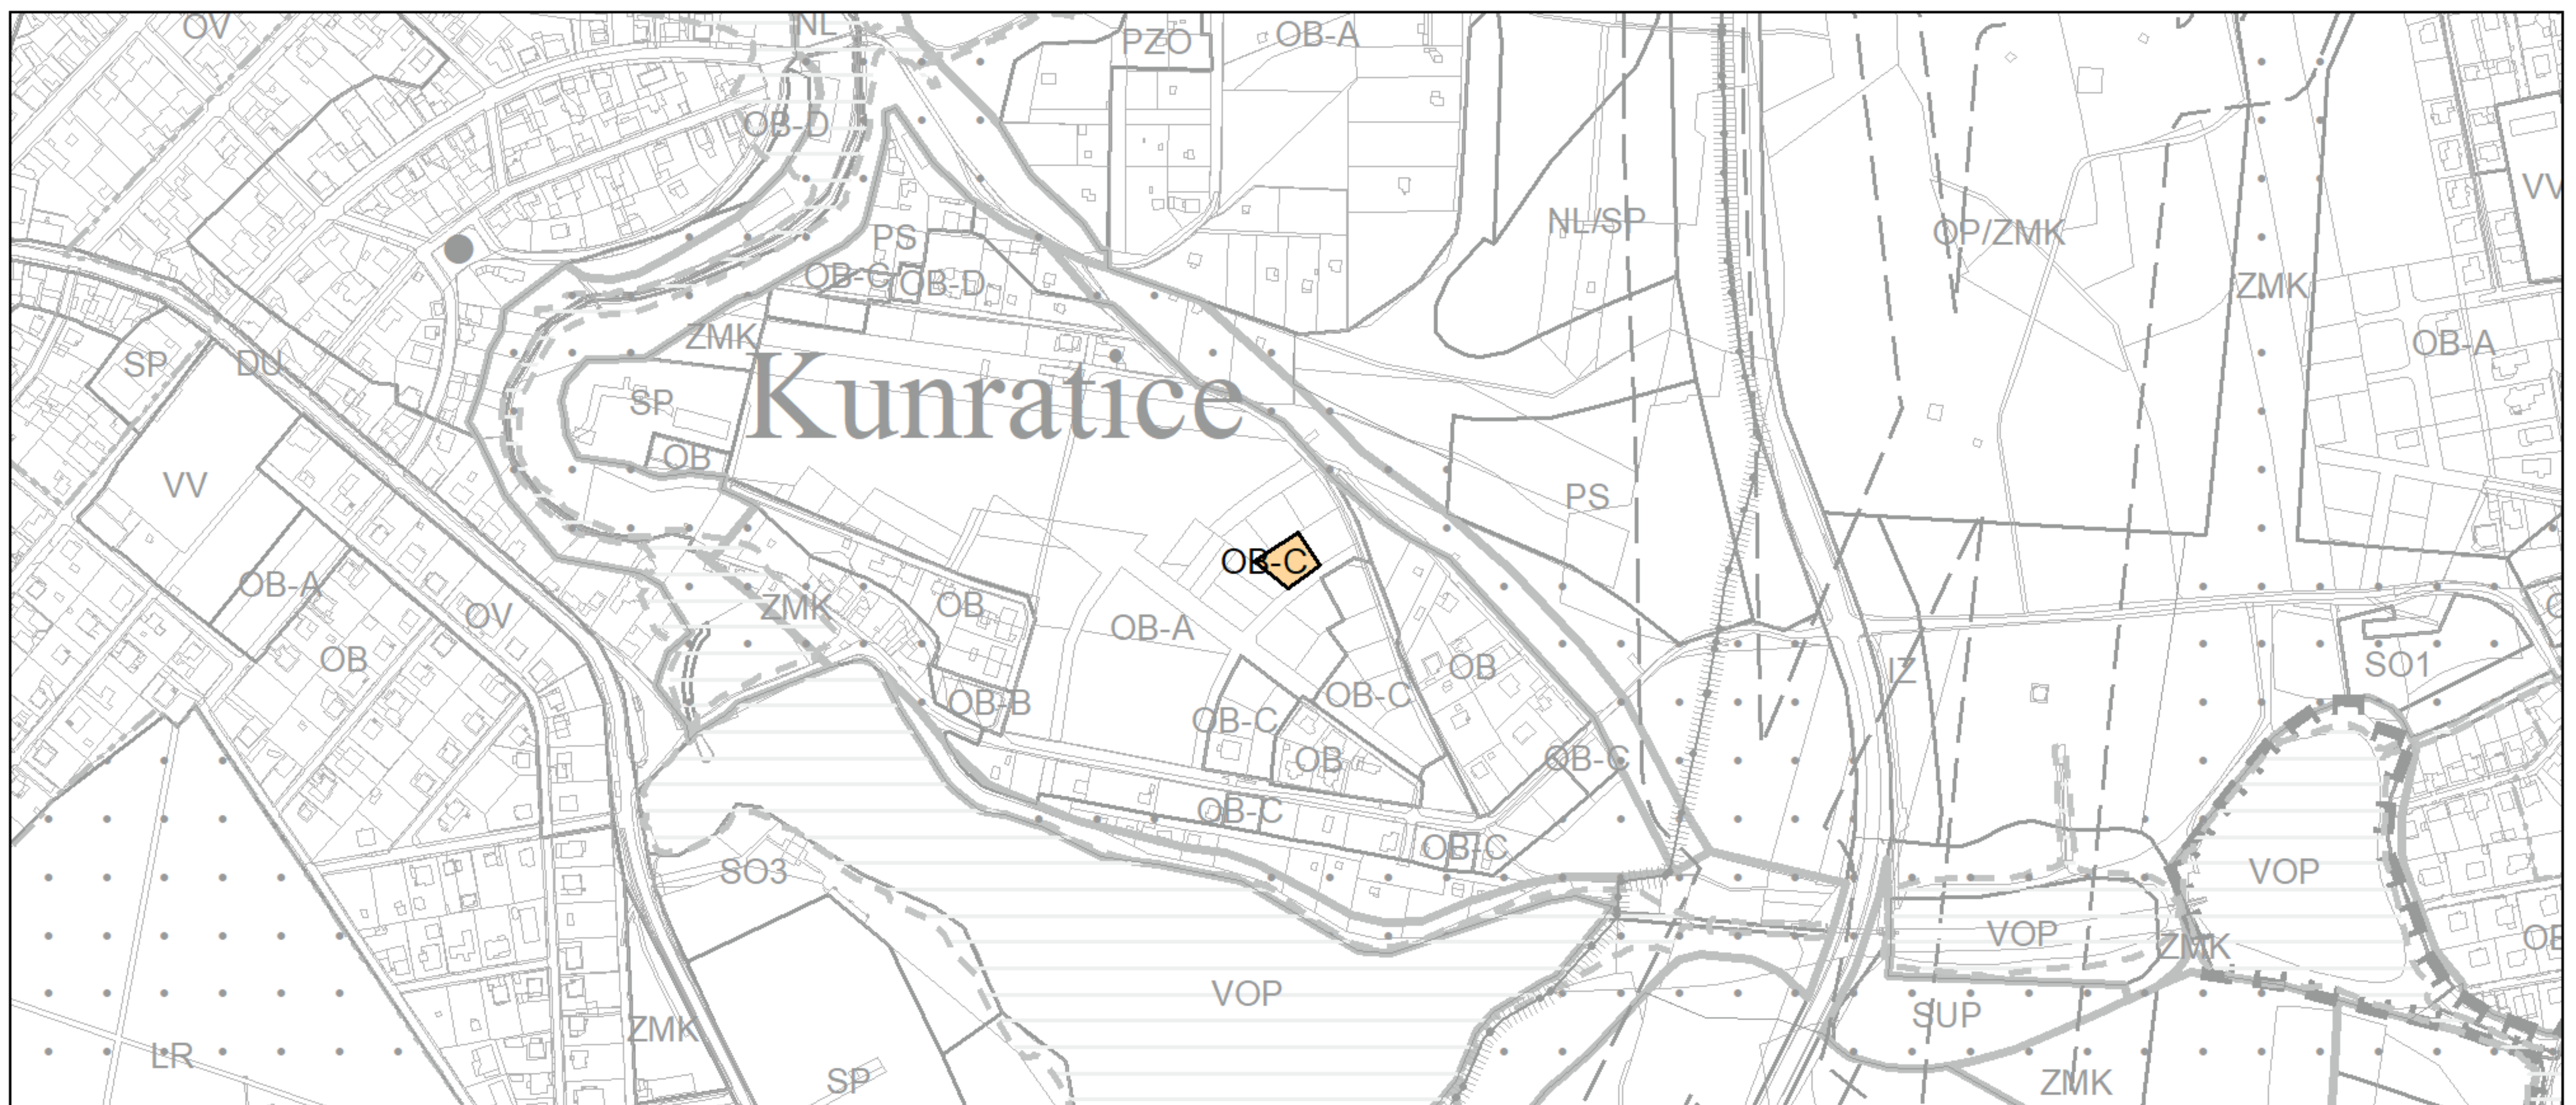 OV
NL
PZO
OB-A
OB-D
VV
NL/SP
OP/ZMK
PS
OB-C
OB-D
ZMK
ZMK
OB-A
SP
DU
SP
Kunratice
OB
VV
PS
OB-C
OB-A
OV
ZMK
OB
OB-A
OB
OB-B
OB-C
OB-C
OB
OB
OB-C
IZ
SO1
OB-C
OB-C
SO3
VOP
VOP
ZMK
VOP
SUP
ZMK
LR
SP
ZMK